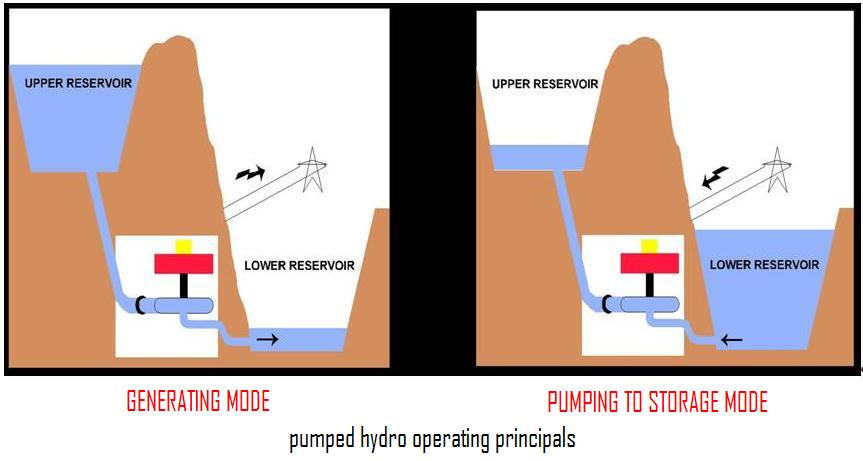 UPPER RESERVOIR
LOWER RESERVOIR
GENERATING MODE
UPPER RESERVOIR
LOWER RESERVOIR
PUMPING TO STORAGE MODE
pumped hydro operating principals